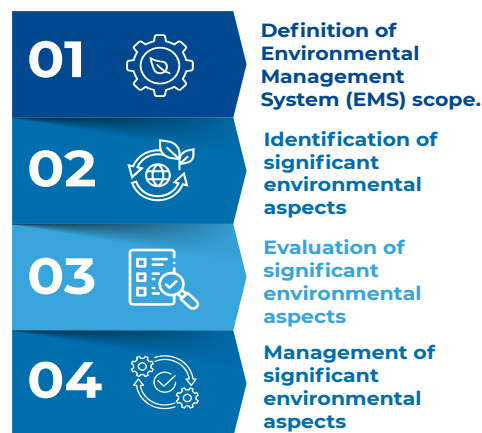 01
Definition of
Environmental
Management
System (EMS) scope.
02
Identification of
significant
environmental
aspects
03
Evaluation of
significant
environmental
aspects
04
Management of
significant
environmental
aspects